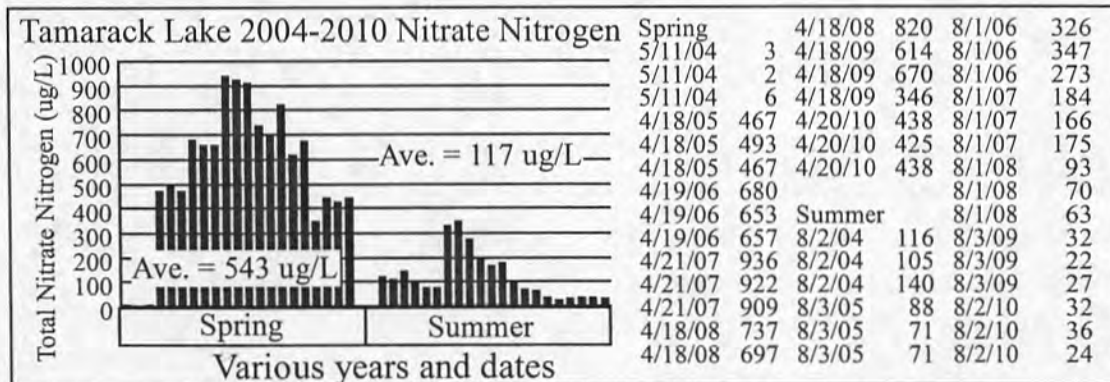 Tamarack Lake 2004-2010 Nitrate Nitrogen
Total Nitrate Nitrogen (ug/L)
1000
900
800
700
600
500
400
300
200
100
0
Ave. = 117 ug/L
Ave. = 543 ug/L
Spring Summer
Various years and dates
Spring 4/18/08 820 8/1/06 326
5/11/04 3 4/18/09 614 8/1/06 347
5/11/04 2 4/18/09 670 8/1/06 273
5/11/04 6 4/18/09 346 8/1/07 184
4/18/05 467 4/20/10 438 8/1/07 166
4/18/05 493 4/20/10 425 8/1/07 175
4/18/05 467 4/20/10 438 8/1/08 93
4/19/06 680 8/1/08 70
4/19/06 653 Summer 8/1/08 63
4/19/06 657 8/2/04 116 8/3/09 32
4/21/07 936 8/2/04 105 8/3/09 22
4/21/07 922 8/2/04 140 8/3/09 27
4/21/07 909 8/3/05 88 8/2/10 32
4/18/08 737 8/3/05 71 8/2/10 36
4/18/08 697 8/3/05 71 8/2/10 24